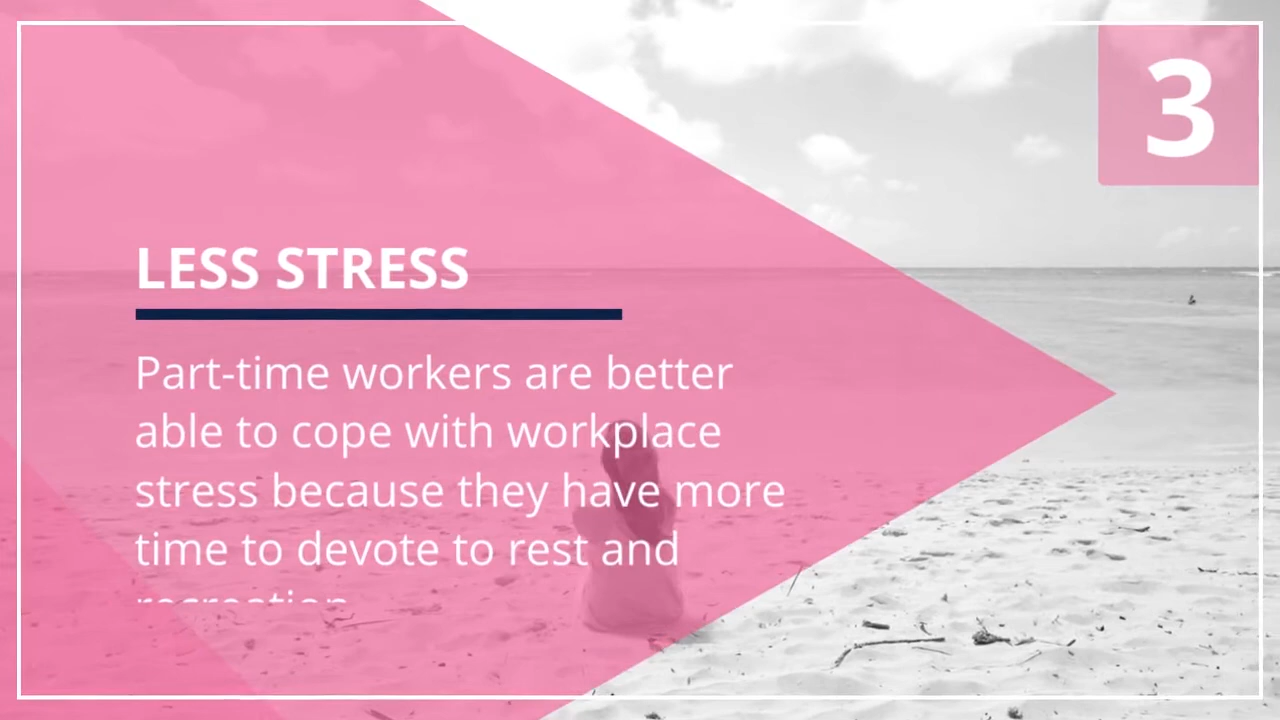 3
LESS STRESS
Part-time workers are better
able to cope with workplace
stress because they have more
time to devote to rest and
recreation